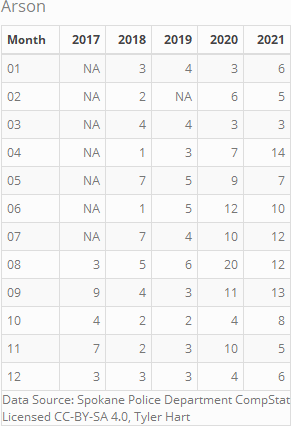 Arson
Month 2017 2018 2019 2020 2021
01 NA 3 4 3 6
02 NA 2 NA 6 5
03 NA 4 4 3 3
04 NA 1 3 7 14
05 NA 7 5 9 7
06 NA 1 5 12 10
07 NA 7 4 10 12
08 3 5 6 20 12
09 9 4 3 11 13
10 4 2 2 4 8
11 7 2 3 10 5
12 3 3 3 4 6
Data Source: Spokane Police Department CompStat
Licensed CC-BY-SA 4.0, Tyler Hart